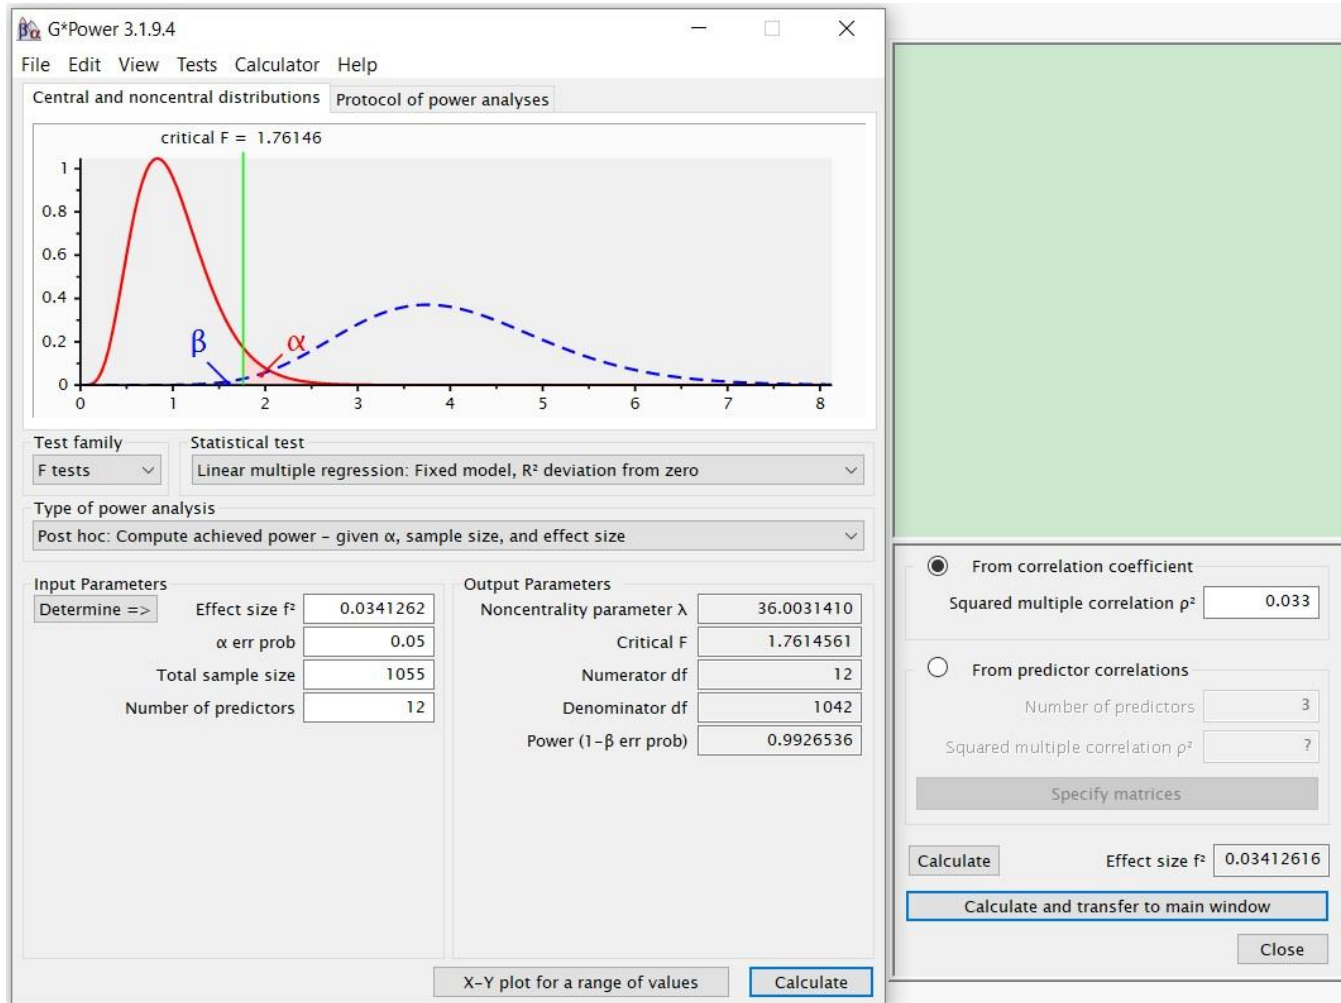 G*Power 3.1.9.4
File Edit View Tests Calculator Help
Central and noncentral distributions
Protocol of power analyses
critical F = 1.76146
1
0.8
0.6
0.4
0.2
0
β
α
0 1 2 3 4 5 6 7 8
Test family
Statistical test
F tests
Linear multiple regression: Fixed model, R² deviation from zero
Type of power analysis
Post hoc: Compute achieved power – given α, sample size, and effect size
Input Parameters
Determine =>
Effect size f² 0.0341262
α err prob 0.05
Total sample size 1055
Number of predictors 12
Output Parameters
Noncentrality parameter λ 36.0031410
Critical F 1.7614561
Numerator df 12
Denominator df 1042
Power (1-β err prob) 0.9926536
X-Y plot for a range of values
Calculate
From correlation coefficient
Squared multiple correlation ρ² 0.033
From predictor correlations
Number of predictors 3
Squared multiple correlation ρ² ?
Specify matrices
Calculate
Effect size f² 0.03412616
Calculate and transfer to main window
Close